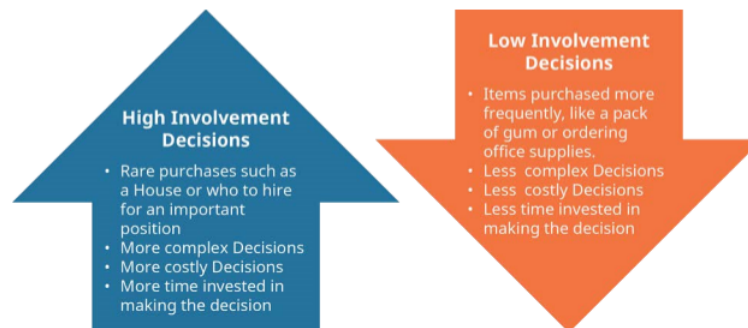 High Involvement
Decisions
• Rare purchases such as
a House or who to hire
for an important
position
• More complex Decisions
• More costly Decisions
• More time invested in
making the decision
Low Involvement
Decisions
• Items purchased more
frequently, like a pack
of gum or ordering
office supplies.
• Less complex Decisions
• Less costly Decisions
• Less time invested in
making the decision